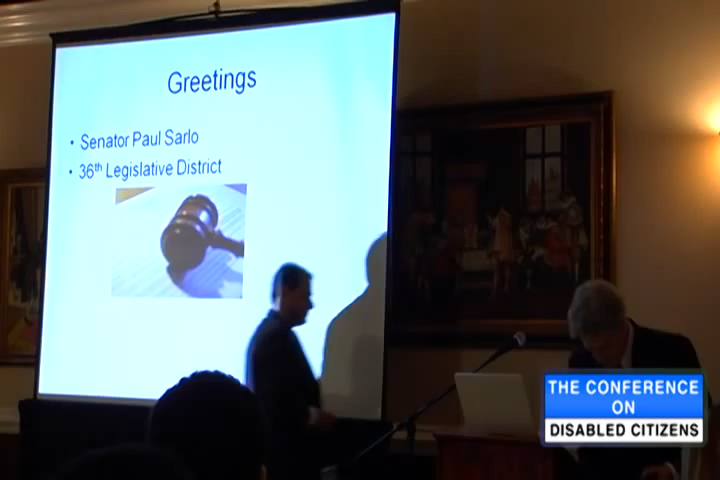 Greetings
• Senator Paul Sarlo
• 36th Legislative District
THE CONFERENCE
ON
DISABLED CITIZENS